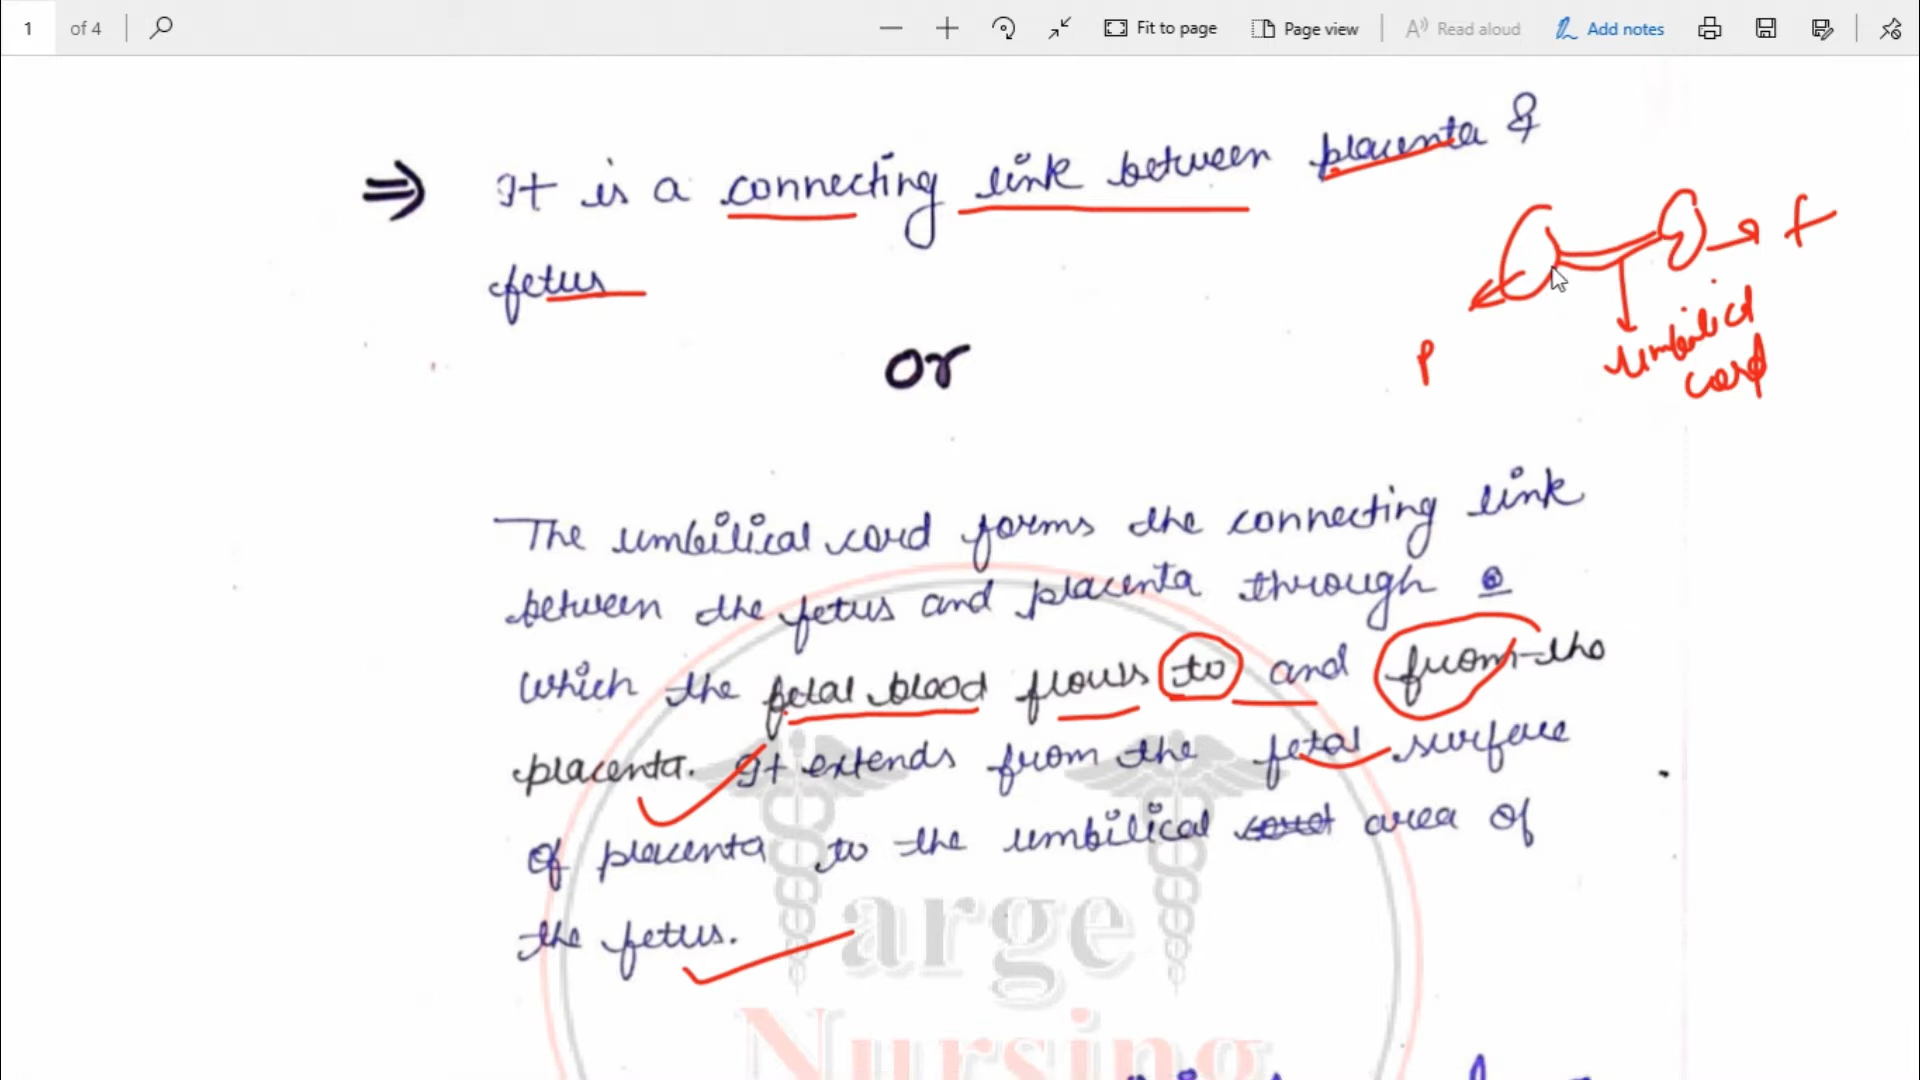 1 of 4 Fit to page Page view Read aloud Add notes
⇒ It is a connecting link between placenta &
fetus
f
P
umbilicl
cord
or
The umbilical cord forms the connecting link
between the fetus and placenta through
which the fetal blood flows to and from the
placenta. It extends from the fetal surface
of placenta to the umbilical area of
the fetus.
arge
Nursing